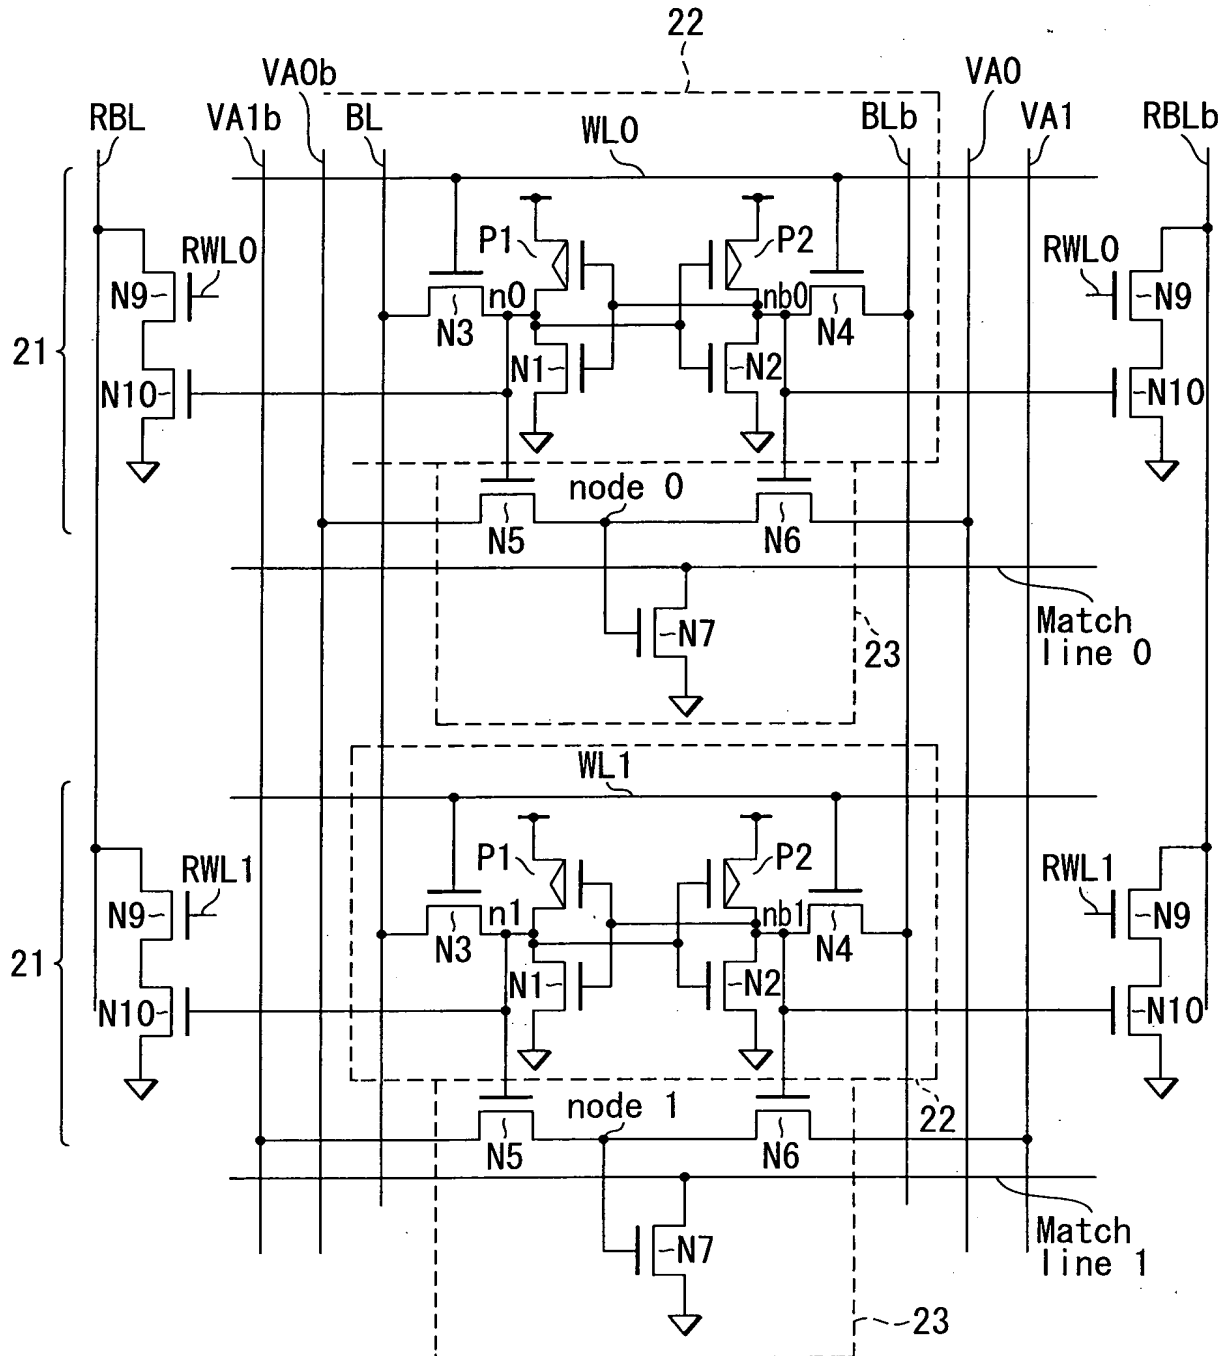 22
VA0b
VA0
RBL
VA1b
BL
WL0
BLb
VA1
RBLb
P1
P2
RWL0
RWL0
N9
n0
nb0
N9
N3
N4
21
N1
N2
N10
N10
node 0
N5
N6
N7
23
Match
line 0
WL1
P1
P2
RWL1
RWL1
N9
n1
nb1
N9
N3
N4
21
N1
N2
N10
N10
node 1
22
N5
N6
N7
Match
line 1
23